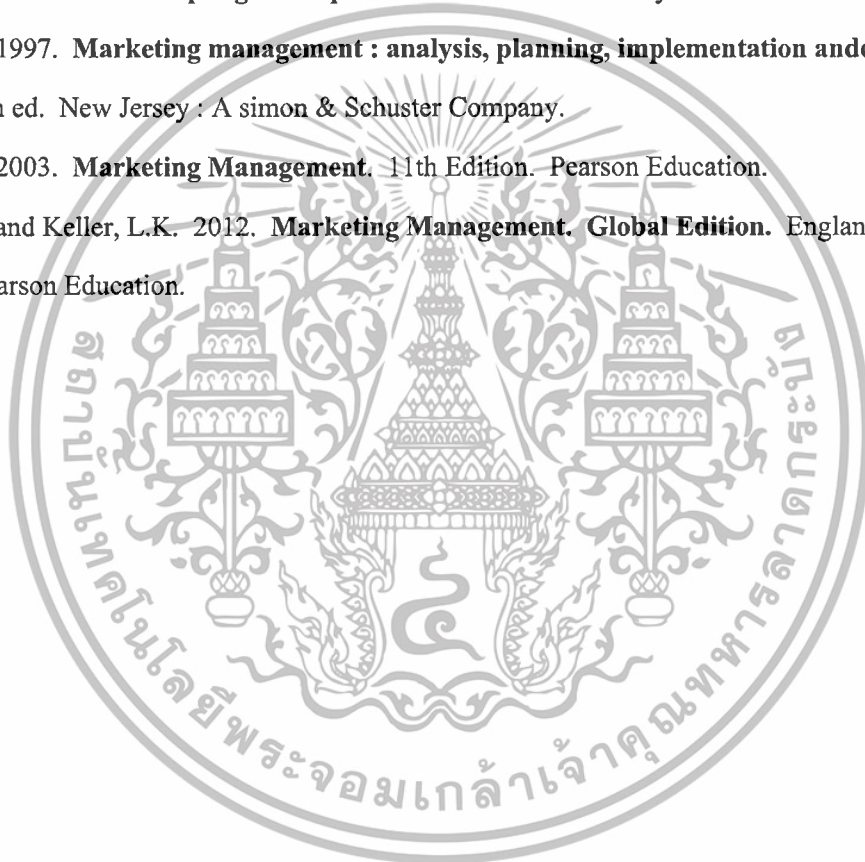 1997. Marketing management : analysis, planning, implementation and
ed. New Jersey : A simon & Schuster Company.
2003. Marketing Management. 11th Edition. Pearson Education.
and Keller, L.K. 2012. Marketing Management. Global Edition. Englan
arson Education.
สถาบันเทคโนโลยีพระจอมเกล้าเจ้าคุณทหารลาดกระบัง
๔